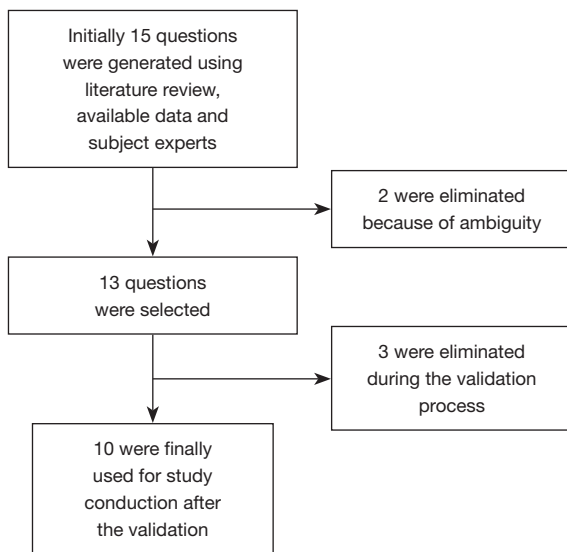 Initially 15 questions
were generated using
literature review,
available data and
subject experts
2 were eliminated
because of ambiguity
13 questions
were selected
3 were eliminated
during the validation
process
10 were finally
used for study
conduction after
the validation